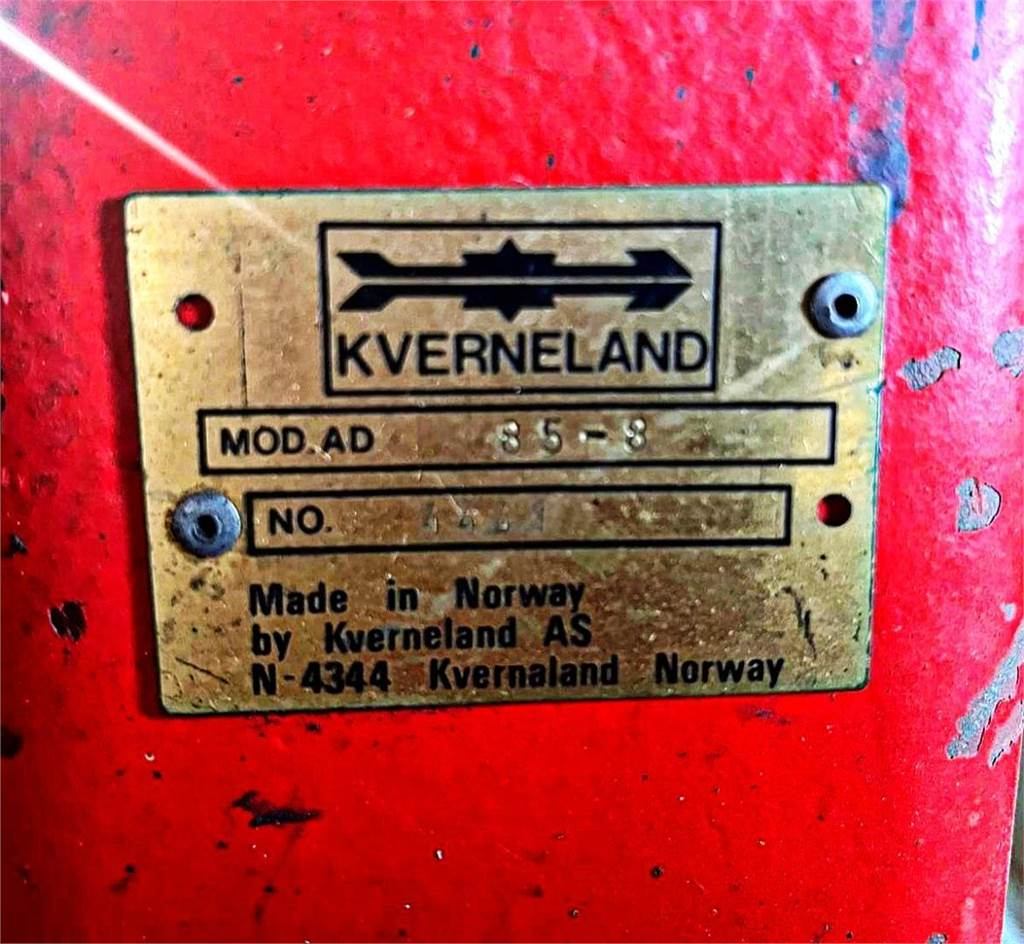 KVERNELAND
MOD. AD 85-8
NO.
Made in Norway
by Kverneland AS
N-4344 Kvernaland Norway